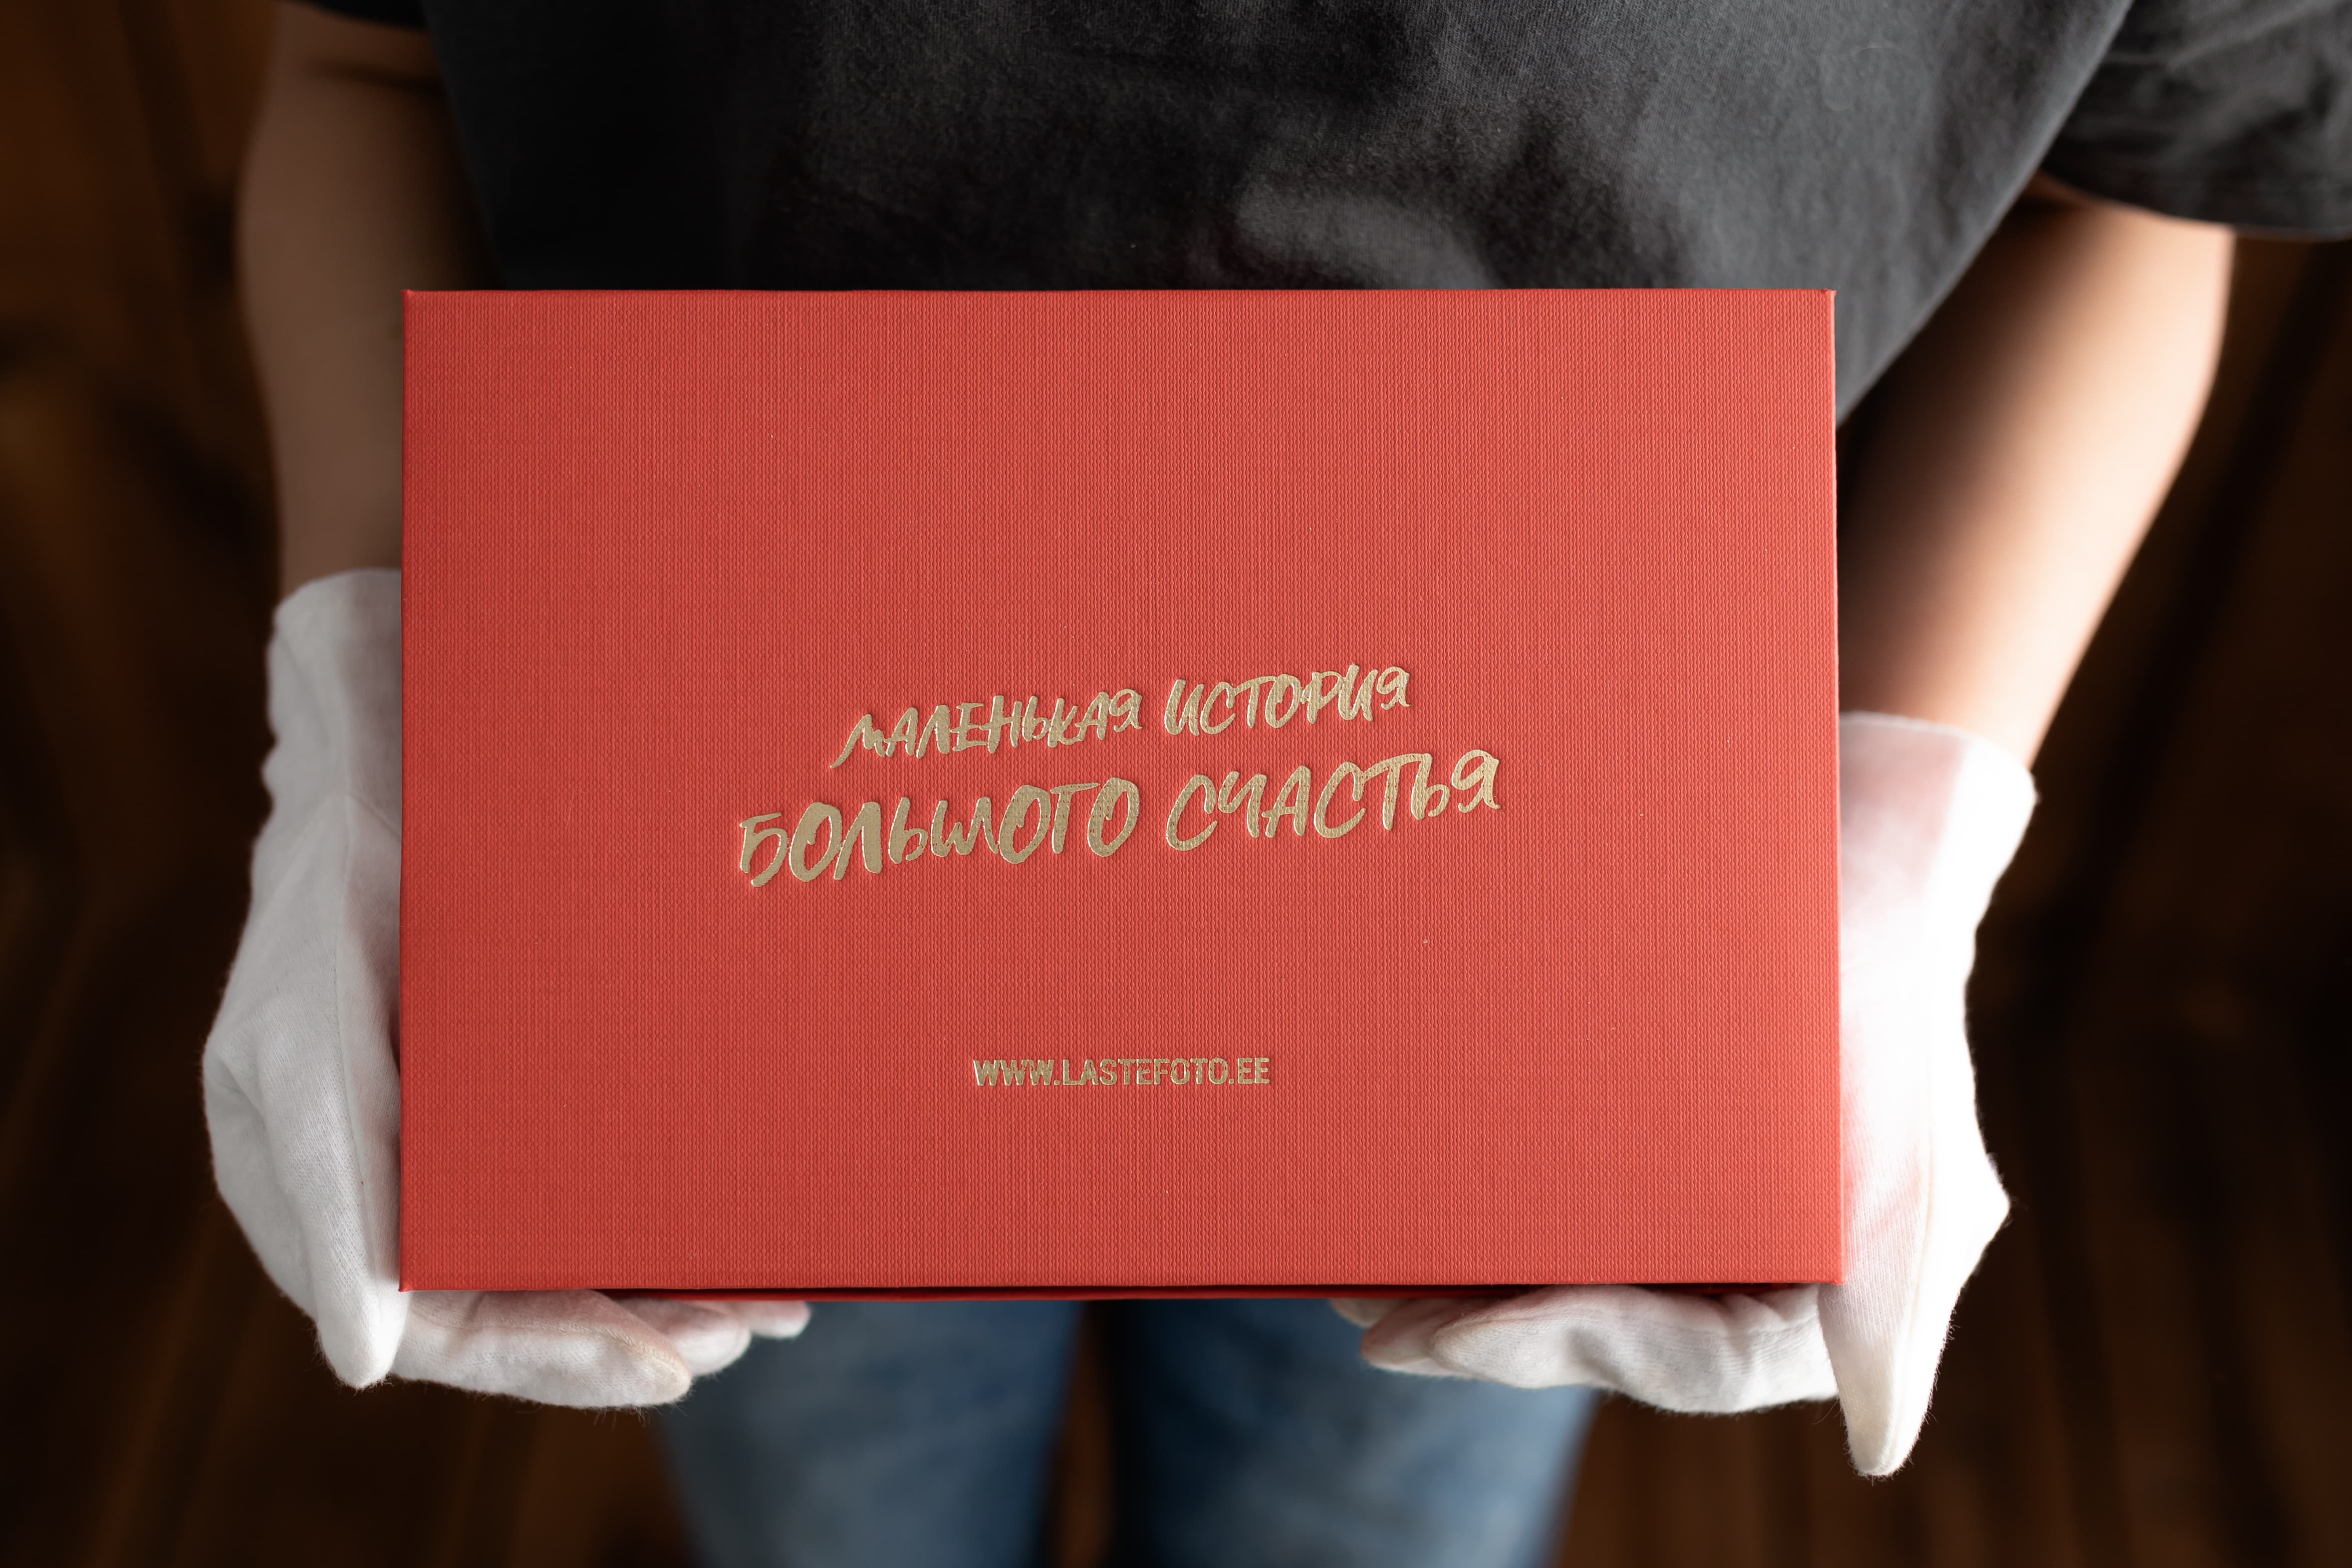 МАЛЕНЬКАЯ ИСТОРИЯ
БОЛЬШОГО СЧАСТЬЯ
WWW.LASTEFOTO.EE